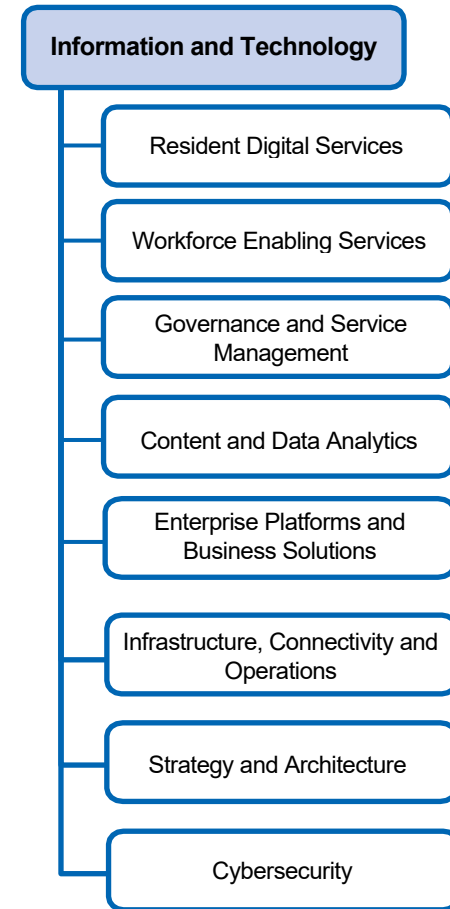 Information and Technology
Resident Digital Services
Workforce Enabling Services
Governance and Service
Management
Content and Data Analytics
Enterprise Platforms and
Business Solutions
Infrastructure, Connectivity and
Operations
Strategy and Architecture
Cybersecurity